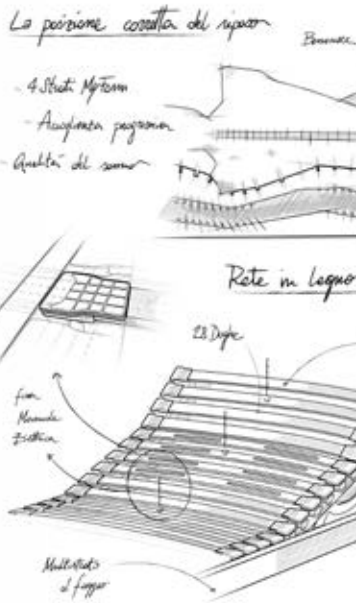 La posizione corretta del riposo
4 Strati MyForm
Accoglienza progressiva
Qualità del sonno
Rete in legno
28 Doghe
Multistrato
di faggio